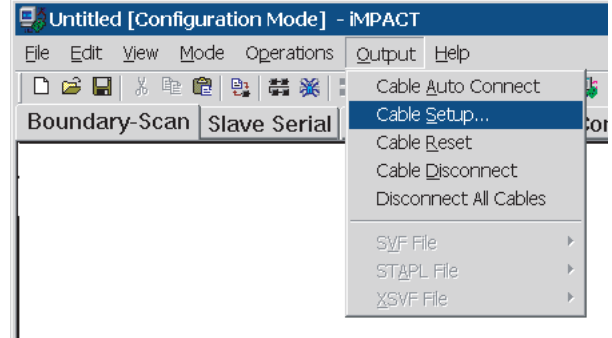 Untitled [Configuration Mode] - iMPACT
File Edit View Mode Operations Output Help
Cable Auto Connect
Boundary-Scan Slave Serial
Cable Setup...
Cable Reset
Cable Disconnect
Disconnect All Cables
SVF File
STAPL File
XSVF File